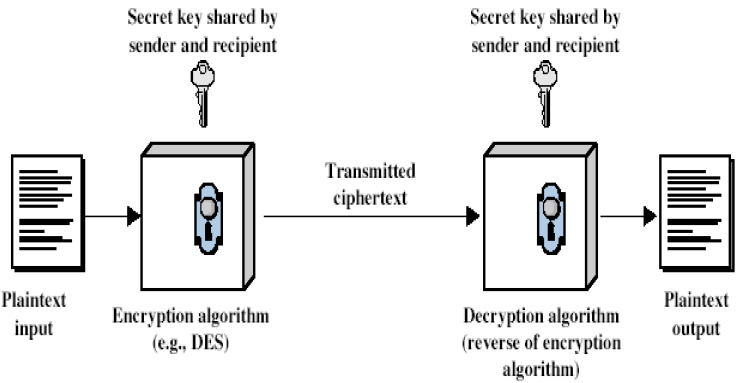 Secret key shared by
sender and recipient
Secret key shared by
sender and recipient
Transmitted
ciphertext
Plaintext
input
Encryption algorithm
(e.g., DES)
Decryption algorithm
(reverse of encryption
algorithm)
Plaintext
output